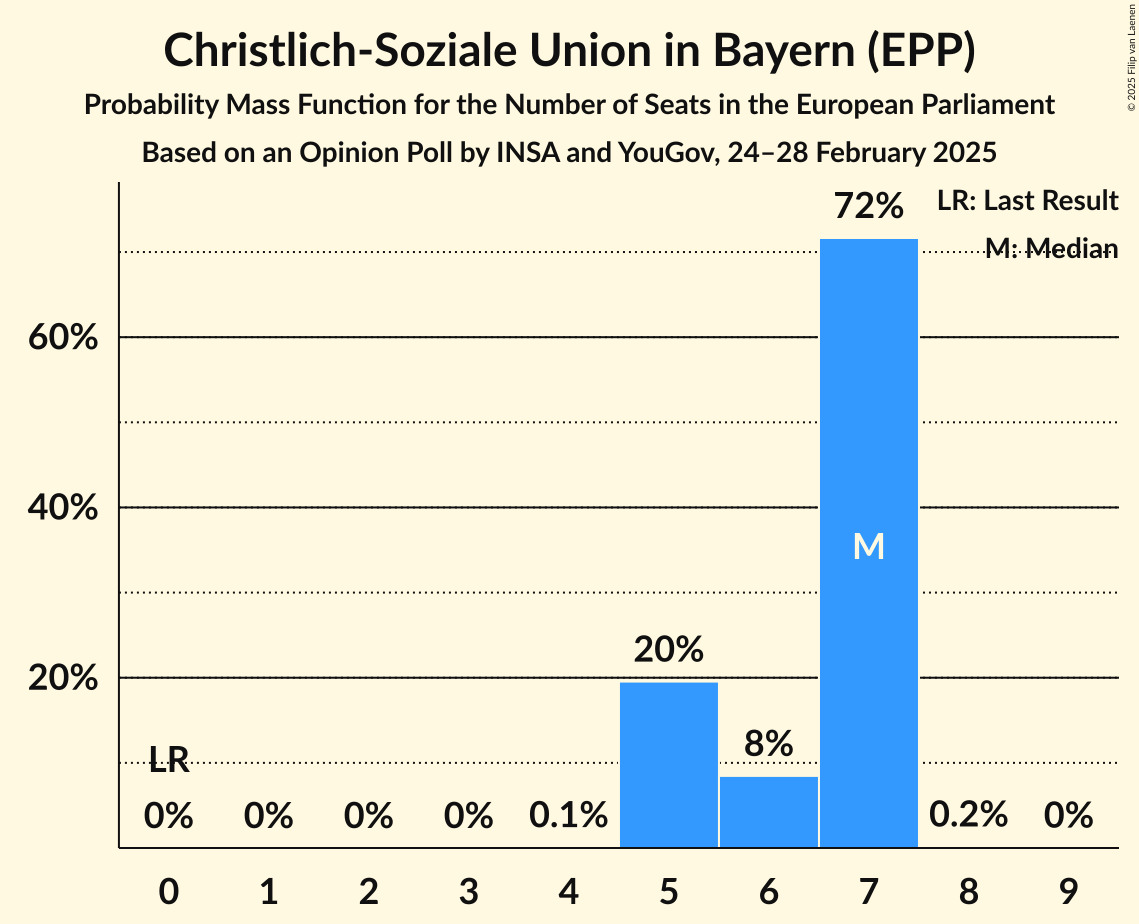 Christlich-Soziale Union in Bayern (EPP)
Probability Mass Function for the Number of Seats in the European Parliament
Based on an Opinion Poll by INSA and YouGov, 24–28 February 2025
© 2025 Filip van Laenen
LR: Last Result
M: Median
72%
60%
40%
M
20%
20%
8%
LR
0% 0% 0% 0% 0.1% 0.2% 0%
0 1 2 3 4 5 6 7 8 9